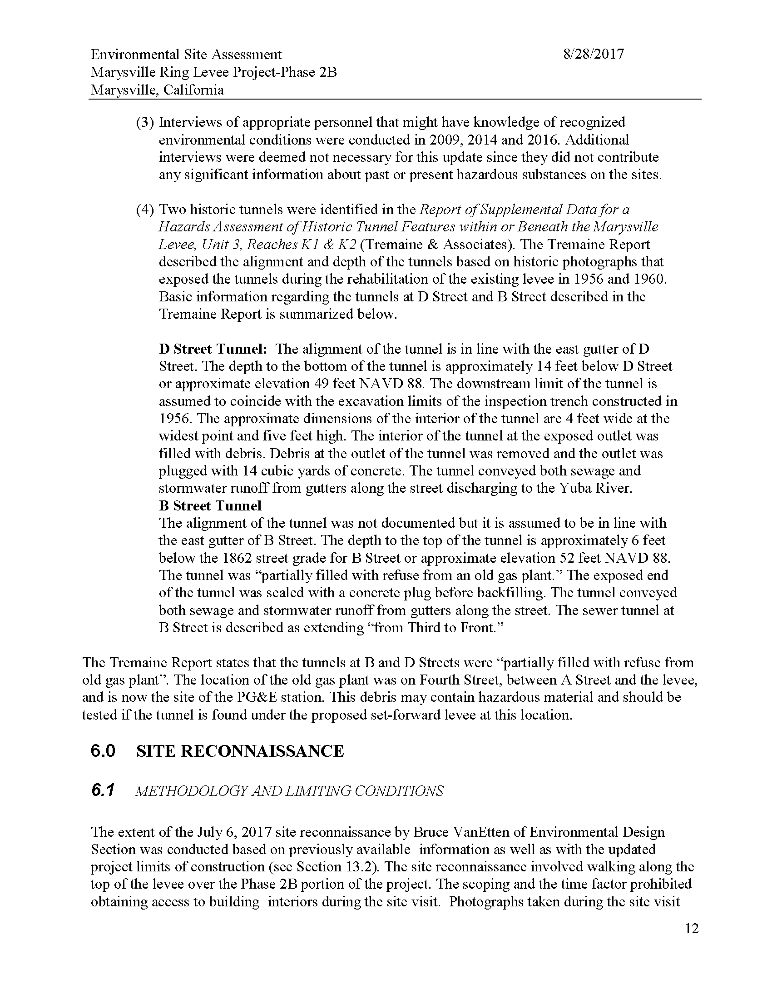 Environmental Site Assessment 8/28/2017
Marysville Ring Levee Project-Phase 2B
Marysville, California
(3) Interviews of appropriate personnel that might have knowledge of recognized
environmental conditions were conducted in 2009, 2014 and 2016. Additional
interviews were deemed not necessary for this update since they did not contribute
any significant information about past or present hazardous substances on the sites.
(4) Two historic tunnels were identified in the Report of Supplemental Data for a
Hazards Assessment of Historic Tunnel Features within or Beneath the Marysville
Levee, Unit 3, Reaches K1 & K2 (Tremaine & Associates). The Tremaine Report
described the alignment and depth of the tunnels based on historic photographs that
exposed the tunnels during the rehabilitation of the existing levee in 1956 and 1960.
Basic information regarding the tunnels at D Street and B Street described in the
Tremaine Report is summarized below.
D Street Tunnel: The alignment of the tunnel is in line with the east gutter of D
Street. The depth to the bottom of the tunnel is approximately 14 feet below D Street
or approximate elevation 49 feet NAVD 88. The downstream limit of the tunnel is
assumed to coincide with the excavation limits of the inspection trench constructed in
1956. The approximate dimensions of the interior of the tunnel are 4 feet wide at the
widest point and five feet high. The interior of the tunnel at the exposed outlet was
filled with debris. Debris at the outlet of the tunnel was removed and the outlet was
plugged with 14 cubic yards of concrete. The tunnel conveyed both sewage and
stormwater runoff from gutters along the street discharging to the Yuba River.
B Street Tunnel
The alignment of the tunnel was not documented but it is assumed to be in line with
the east gutter of B Street. The depth to the top of the tunnel is approximately 6 feet
below the 1862 street grade for B Street or approximate elevation 52 feet NAVD 88.
The tunnel was “partially filled with refuse from an old gas plant.” The exposed end
of the tunnel was sealed with a concrete plug before backfilling. The tunnel conveyed
both sewage and stormwater runoff from gutters along the street. The sewer tunnel at
B Street is described as extending “from Third to Front.”
The Tremaine Report states that the tunnels at B and D Streets were “partially filled with refuse from
old gas plant”. The location of the old gas plant was on Fourth Street, between A Street and the levee,
and is now the site of the PG&E station. This debris may contain hazardous material and should be
tested if the tunnel is found under the proposed set-forward levee at this location.
6.0 SITE RECONNAISSANCE
6.1 METHODOLOGY AND LIMITING CONDITIONS
The extent of the July 6, 2017 site reconnaissance by Bruce VanEtten of Environmental Design
Section was conducted based on previously available information as well as with the updated
project limits of construction (see Section 13.2). The site reconnaissance involved walking along the
top of the levee over the Phase 2B portion of the project. The scoping and the time factor prohibited
obtaining access to building interiors during the site visit. Photographs taken during the site visit
12